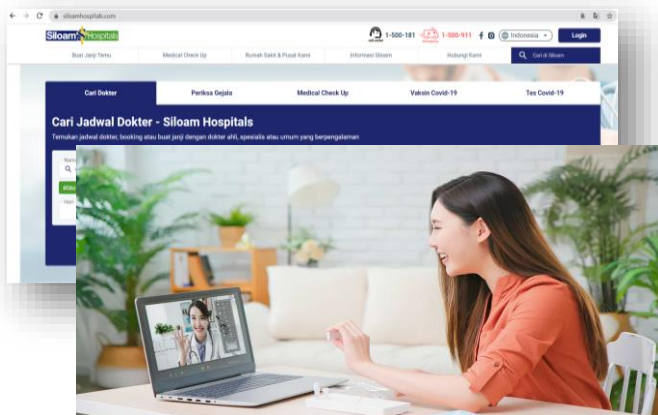 siloamhospitals.com
Siloam Hospitals
1-500-181
1-500-911
Indonesia
Login
Buat Janji Temu
Medical Check Up
Rumah Sakit & Pusat Kami
Informasi Siloam
Hubungi Kami
Cari di Siloam
Cari Dokter
Periksa Gejala
Medical Check Up
Vaksin Covid-19
Tes Covid-19
Cari Jadwal Dokter - Siloam Hospitals
Temukan jadwal dokter, booking atau buat janji dengan dokter ahli, spesialis atau umum yang berpengalaman
atau